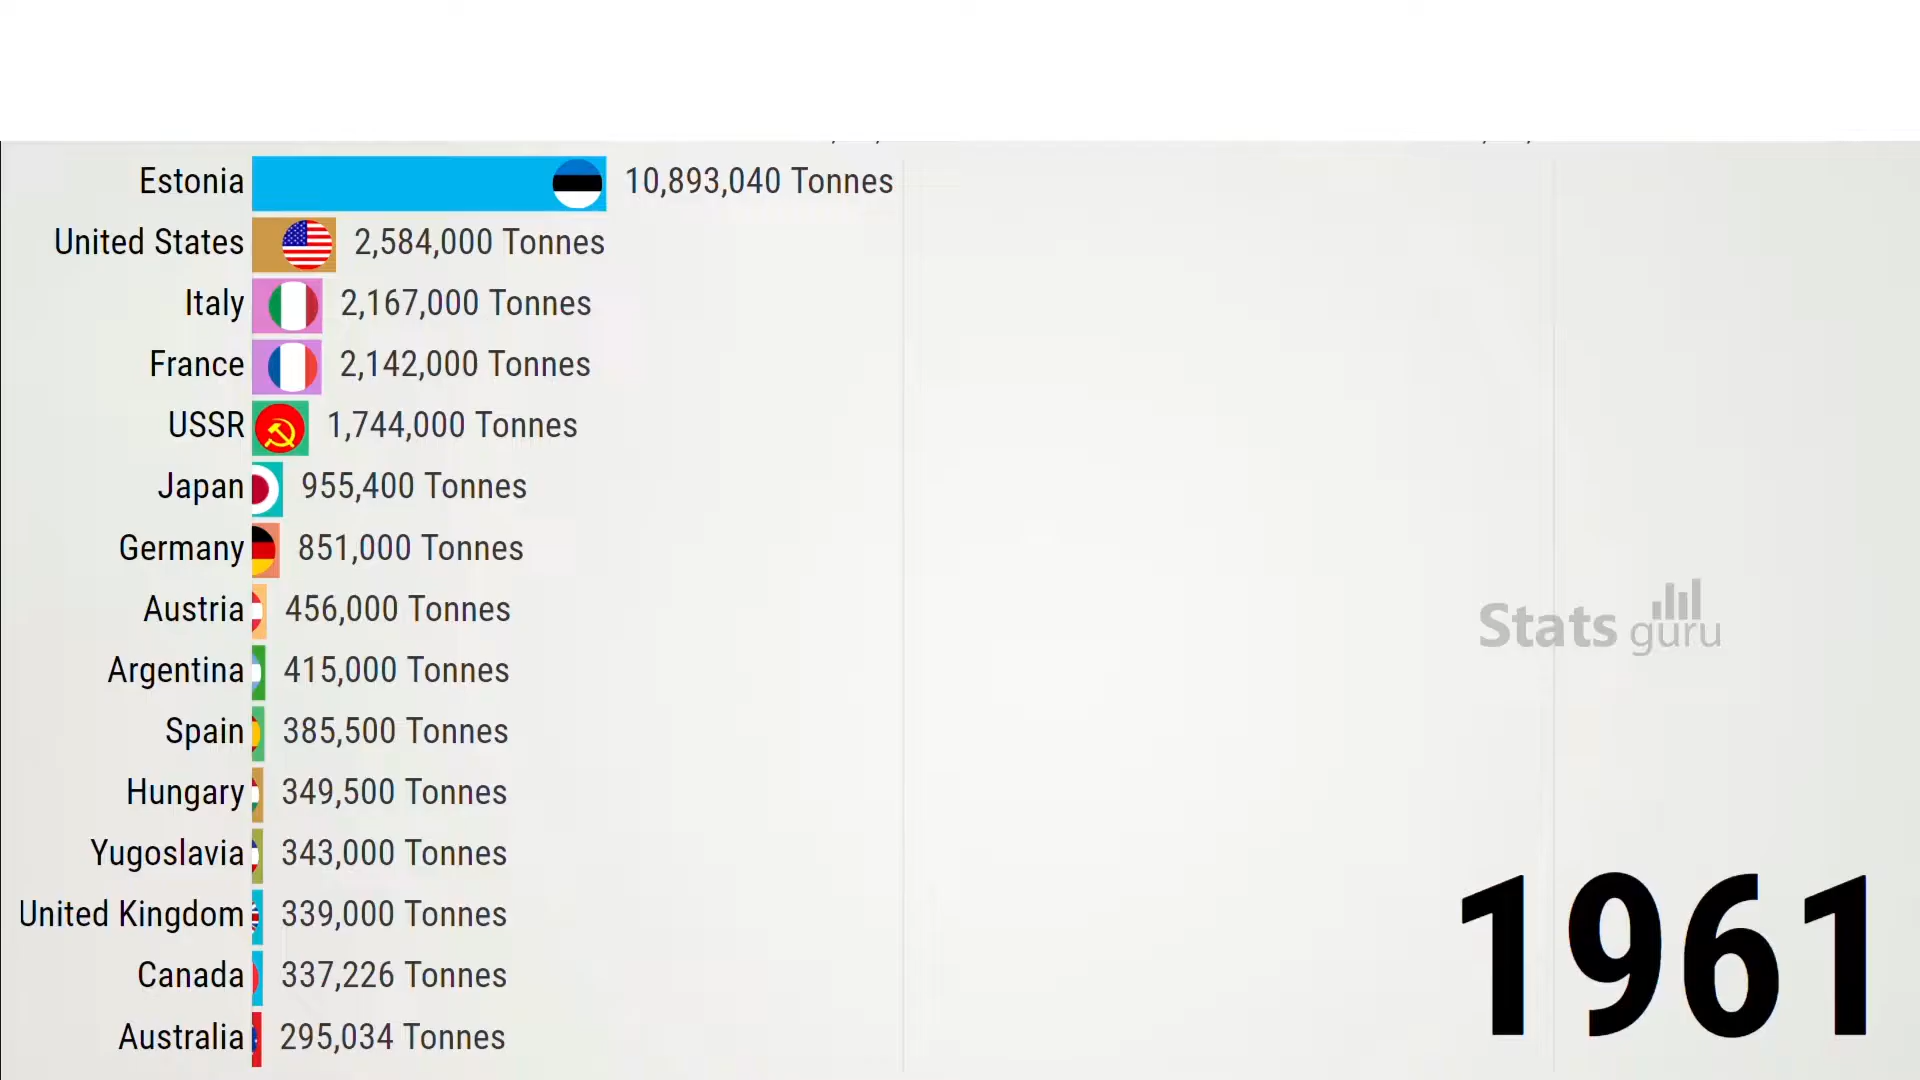 Estonia 10,893,040 Tonnes
United States 2,584,000 Tonnes
Italy 2,167,000 Tonnes
France 2,142,000 Tonnes
USSR 1,744,000 Tonnes
Japan 955,400 Tonnes
Germany 851,000 Tonnes
Austria 456,000 Tonnes
Argentina 415,000 Tonnes
Spain 385,500 Tonnes
Hungary 349,500 Tonnes
Yugoslavia 343,000 Tonnes
United Kingdom 339,000 Tonnes
Canada 337,226 Tonnes
Australia 295,034 Tonnes
Stats guru
1961